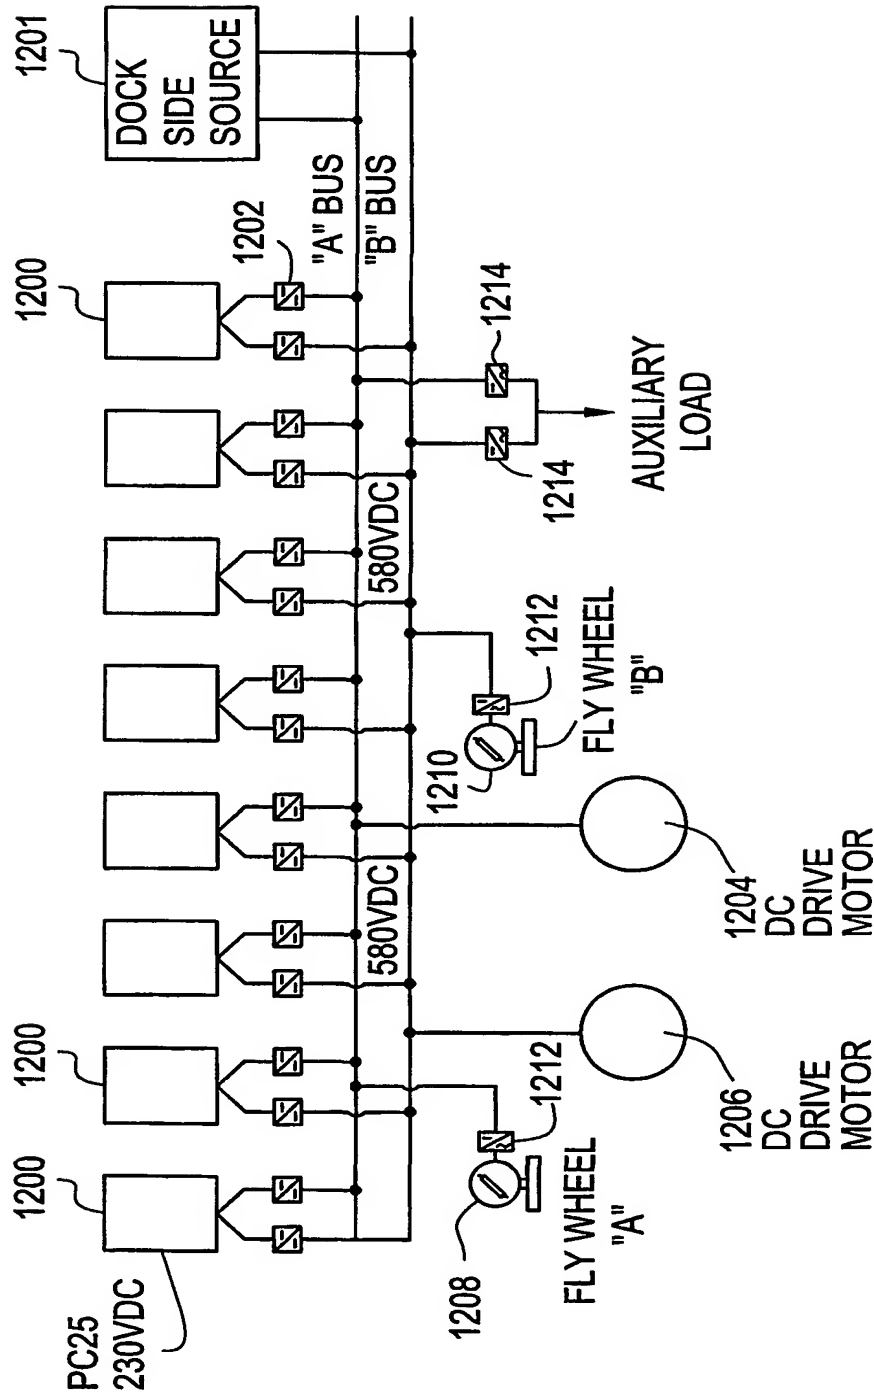 PC25
230VDC
1200
1200
1200
1201
DOCK
SIDE
SOURCE
1202
"A" BUS
"B" BUS
580VDC
580VDC
1208
FLY WHEEL
"A"
1212
1206
DC
DRIVE
MOTOR
1204
DC
DRIVE
MOTOR
1210
1212
FLY WHEEL
"B"
1214
1214
AUXILIARY
LOAD